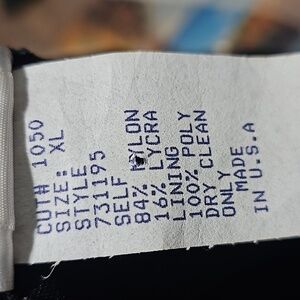 CUT# 1050
SIZE: XL
STYLE
731195
SELF
84% NYLON
16% LYCRA
LINING
100% POLY
DRY CLEAN
ONLY
MADE
IN U.S.A